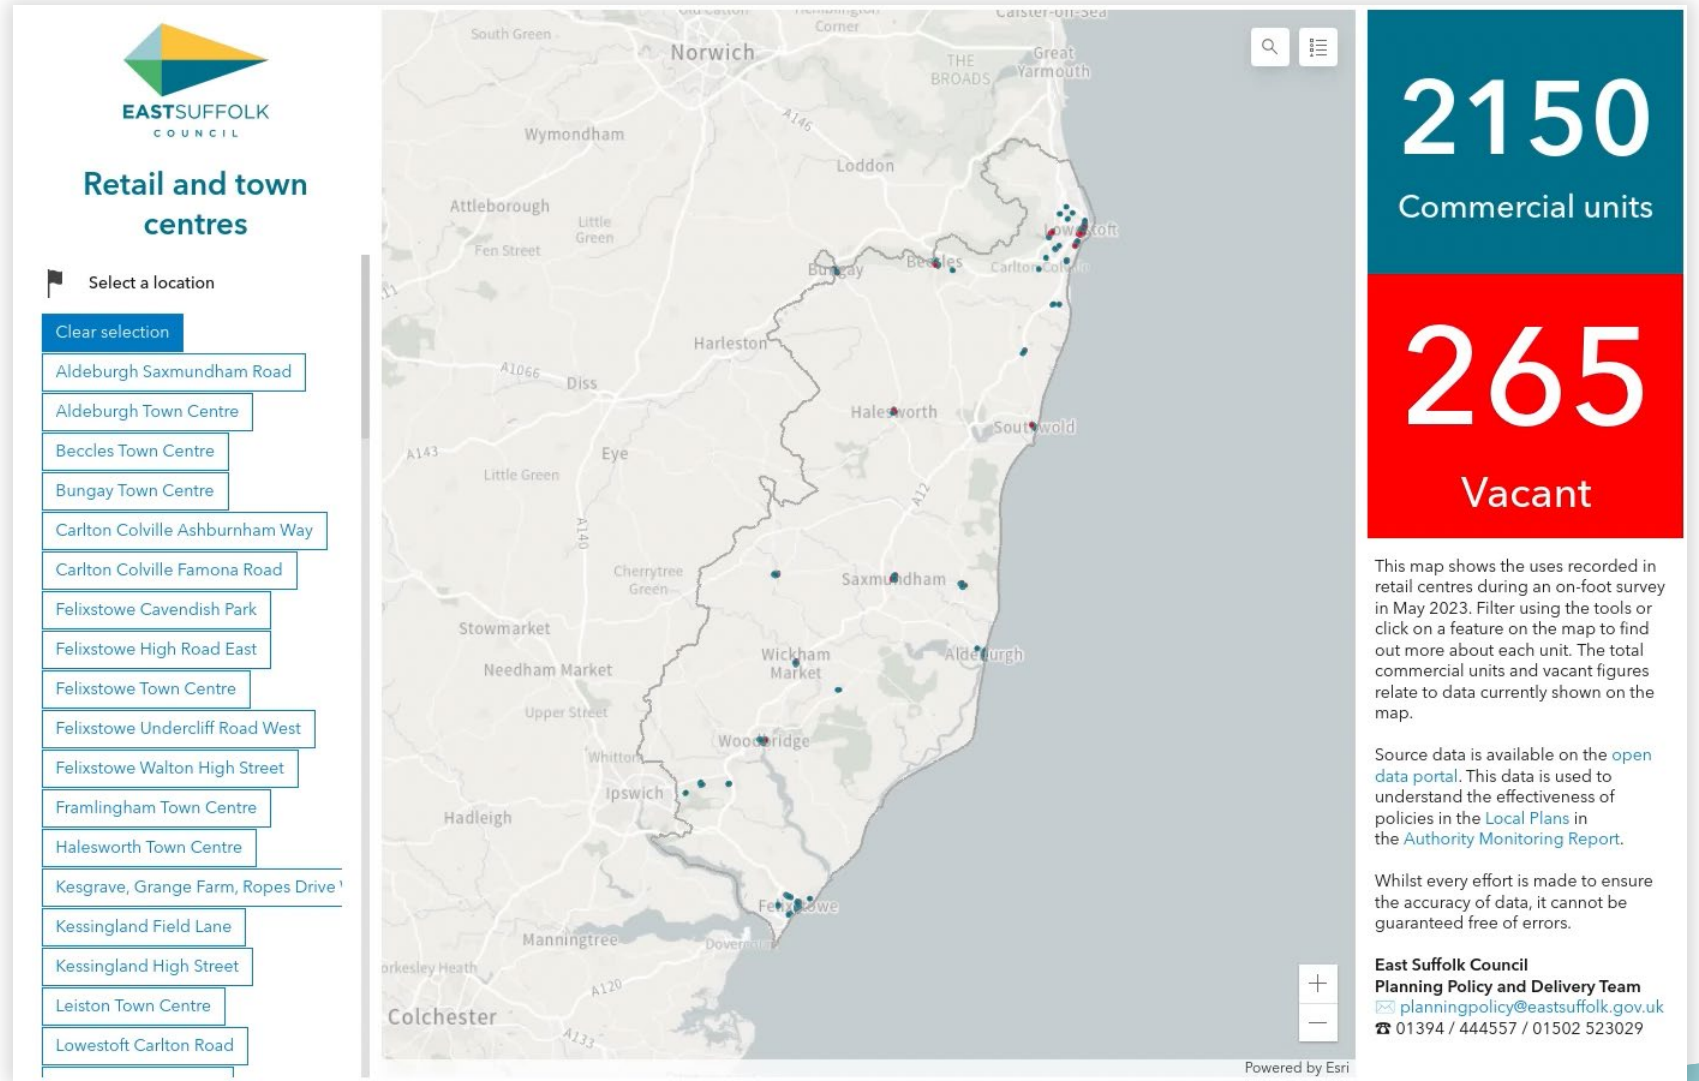 EASTSUFFOLK
COUNCIL
Retail and town
centres
Select a location
Clear selection
Aldeburgh Saxmundham Road
Aldeburgh Town Centre
Beccles Town Centre
Bungay Town Centre
Carlton Colville Ashburnham Way
Carlton Colville Famona Road
Felixstowe Cavendish Park
Felixstowe High Road East
Felixstowe Town Centre
Felixstowe Undercliff Road West
Felixstowe Walton High Street
Framlingham Town Centre
Halesworth Town Centre
Kesgrave, Grange Farm, Ropes Drive
Kessingland Field Lane
Kessingland High Street
Leiston Town Centre
Lowestoft Carlton Road
Caister-on-Sea
Corner
South Green
Norwich
THE
BROADS
Great
Yarmouth
A146
Wymondham
Loddon
Attleborough
Little
Green
Lowestoft
Fen Street
Bungay
Beccles
Carlton Colville
Harleston
A1066
Diss
Halesworth
Southwold
A143
Eye
Little Green
A12
A140
Cherrytree
Green
Saxmundham
Stowmarket
Wickham
Market
Aldeburgh
Needham Market
Upper Street
Woodbridge
Whitton
Ipswich
Hadleigh
Felixstowe
Manningtree
orkesley Heath
A120
Colchester
A133
Powered by Esri
2150
Commercial units
265
Vacant
This map shows the uses recorded in
retail centres during an on-foot survey
in May 2023. Filter using the tools or
click on a feature on the map to find
out more about each unit. The total
commercial units and vacant figures
relate to data currently shown on the
map.
Source data is available on the open
data portal. This data is used to
understand the effectiveness of
policies in the Local Plans in
the Authority Monitoring Report.
Whilst every effort is made to ensure
the accuracy of data, it cannot be
guaranteed free of errors.
East Suffolk Council
Planning Policy and Delivery Team
planningpolicy@eastsuffolk.gov.uk
01394 / 444557 / 01502 523029